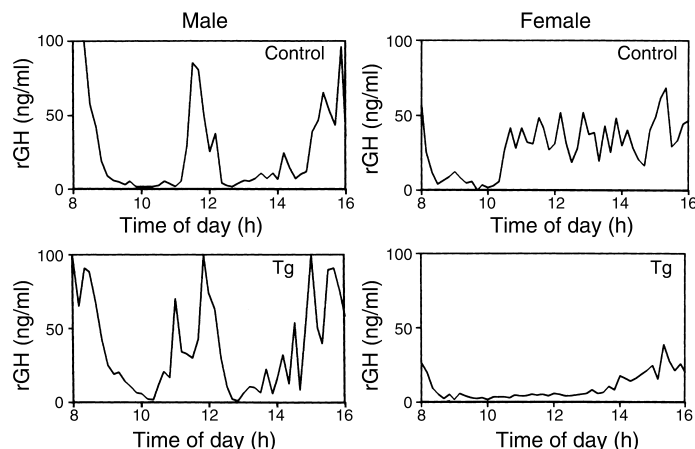 Male
Female
100
Control
50
0
rGH (ng/ml)
8 10 12 14 16
Time of day (h)
100
Control
50
0
rGH (ng/ml)
8 10 12 14 16
Time of day (h)
100
Tg
50
0
rGH (ng/ml)
8 10 12 14 16
Time of day (h)
100
Tg
50
0
rGH (ng/ml)
8 10 12 14 16
Time of day (h)